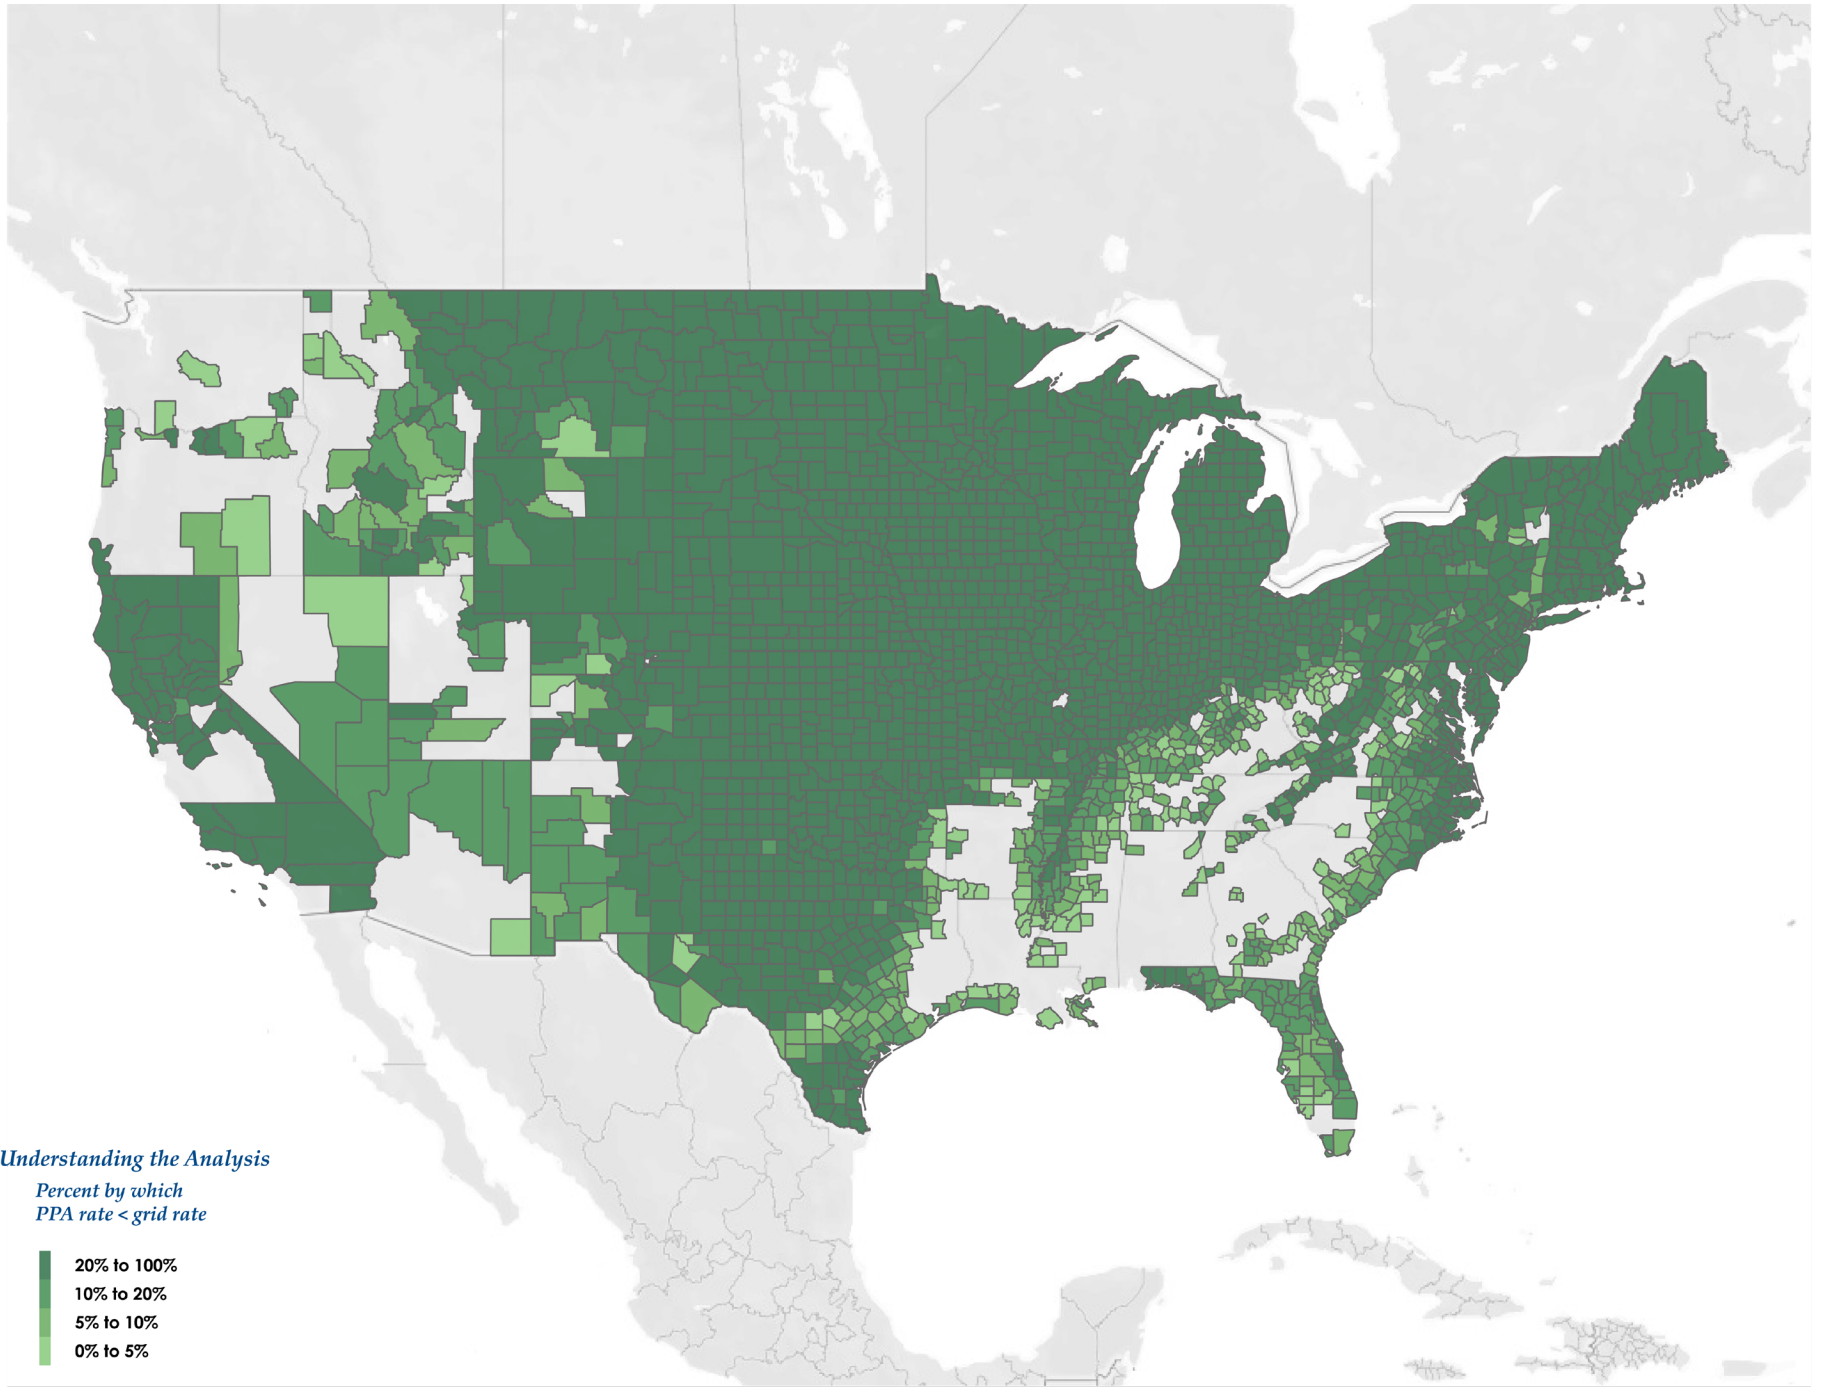 Understanding the Analysis
Percent by which
PPA rate < grid rate
20% to 100%
10% to 20%
5% to 10%
0% to 5%